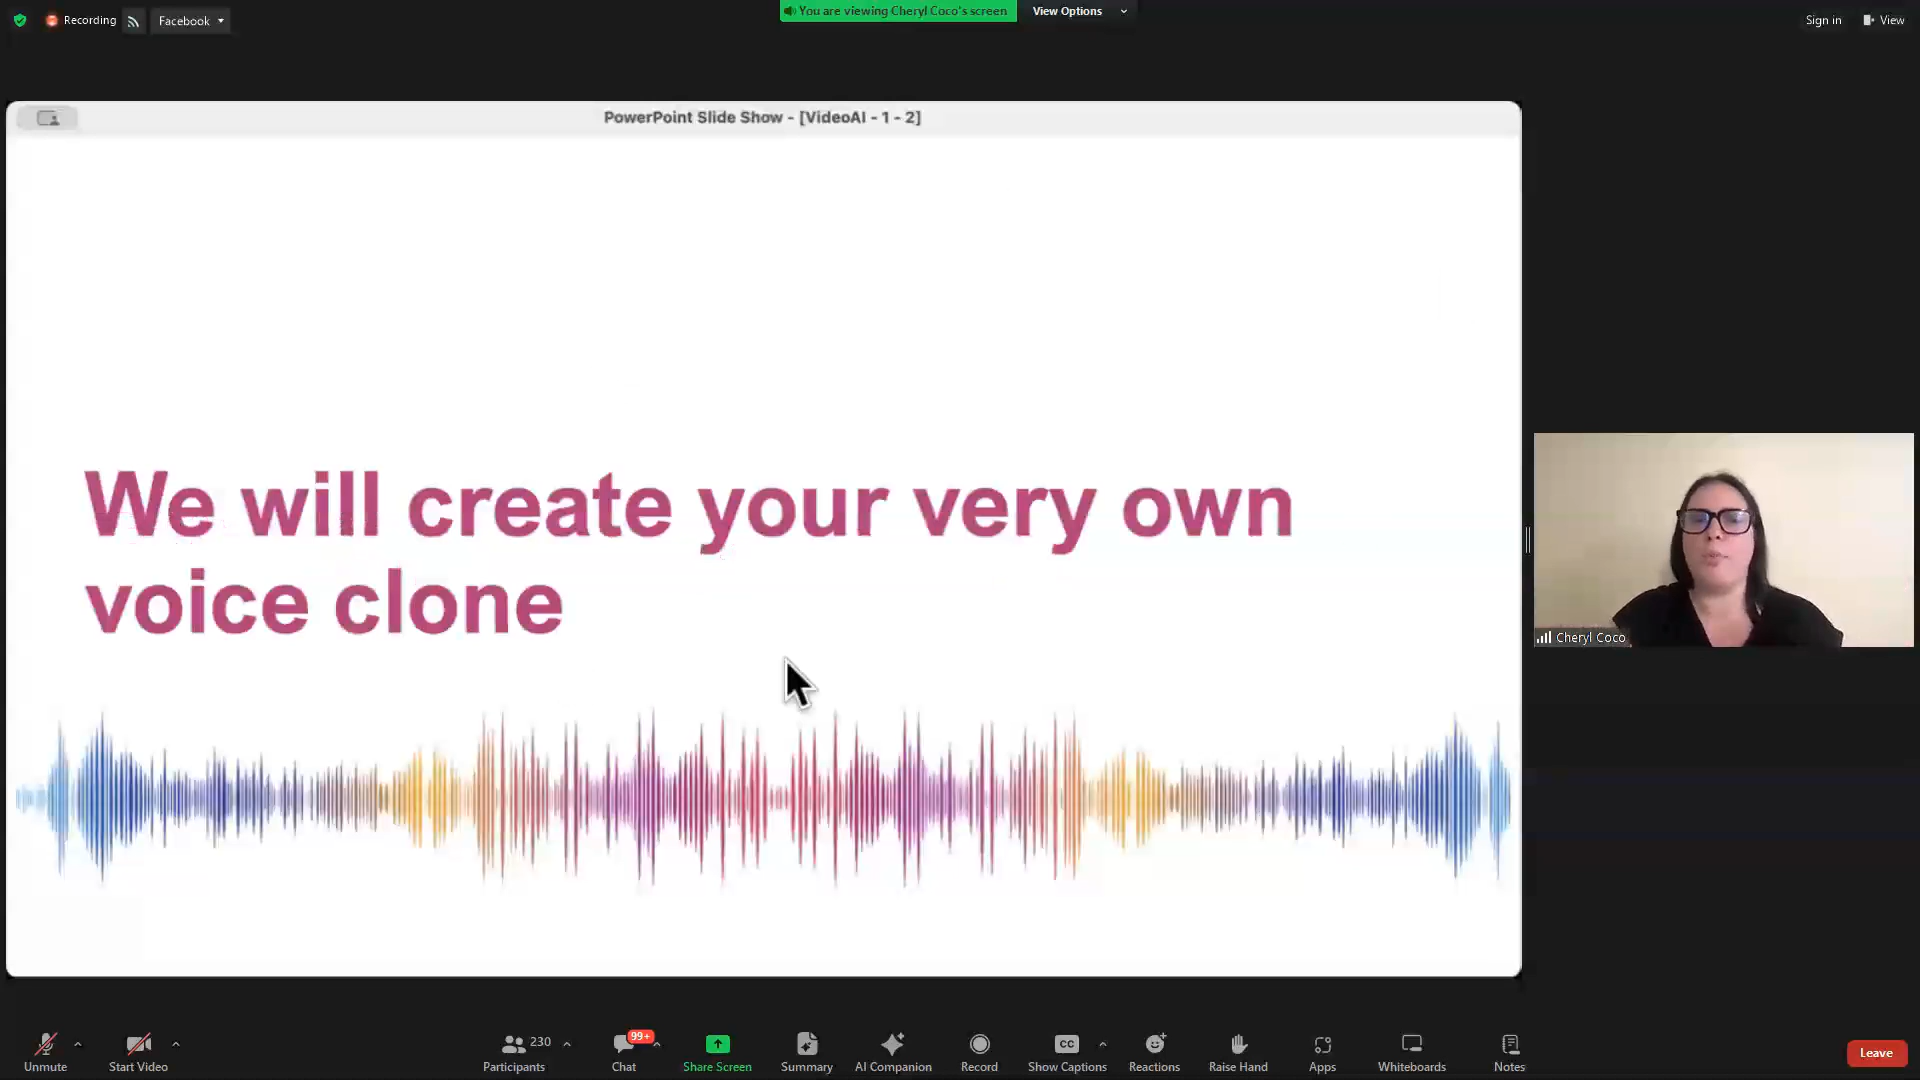 Recording
Facebook
You are viewing Cheryl Coco's screen
View Options
Sign in
View
PowerPoint Slide Show - [VideoAI - 1 - 2]
We will create your very own
voice clone
Cheryl Coco
Unmute
Start Video
230
Participants
99+
Chat
Share Screen
Summary
AI Companion
Record
CC
Show Captions
Reactions
Raise Hand
Apps
Whiteboards
Notes
Leave